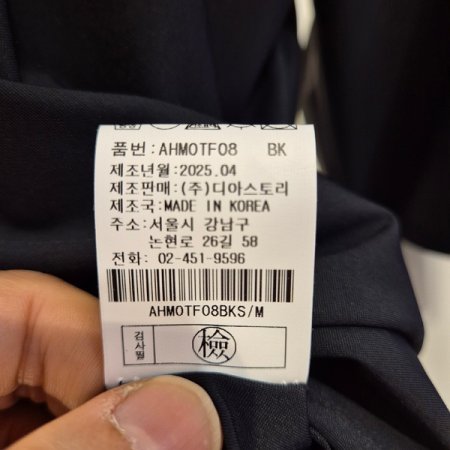 품번:AHMOTF08 BK
제조년월:2025.04
제조판매:(주)디아스토리
제조국:MADE IN KOREA
주소:서울시 강남구
논현로 26길 58
전화: 02-451-9596
AHMOTF08BKS/M
검사필
檢